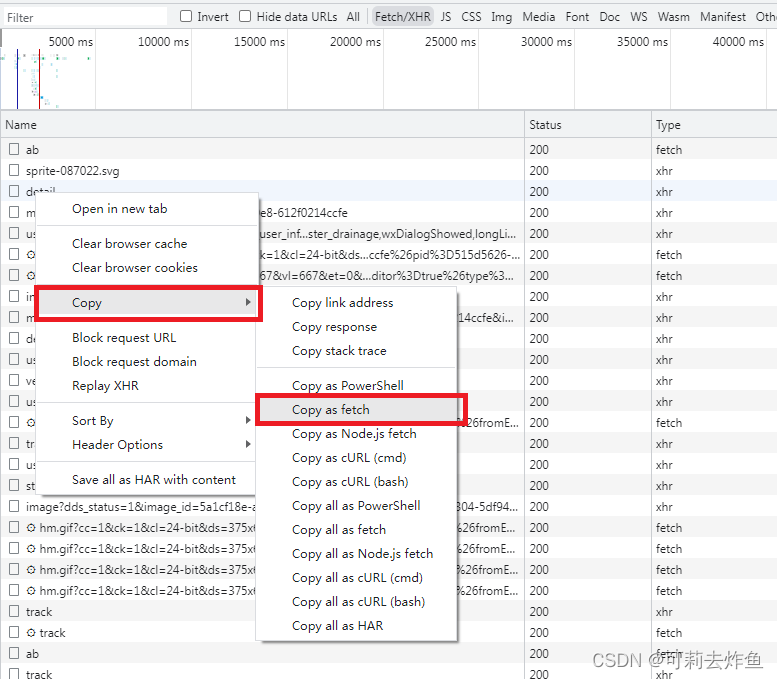 Filter Invert Hide data URLs All Fetch/XHR JS CSS Img Media Font Doc WS Wasm Manifest Oth
5000 ms 10000 ms 15000 ms 20000 ms 25000 ms 30000 ms 35000 ms 40000 ms
Name Status Type
ab 200 fetch
sprite-087022.svg 200 xhr
detail 200 xhr
m e8-612f0214ccfe 200 xhr
us user_inf...ster_drainage,wxDialogShowed,longLi... 200 xhr
k=1&cl=24-bit&ds...ccfe%26pid%3D515d5626-... 200 fetch
67&vl=667&et=0&...ditor%3Dtrue%26type%3... 200 fetch
in 200 xhr
m 14ccfe&i... 200 xhr
de 200 xhr
us 200 xhr
ve 200 xhr
us 200 xhr
%26fromE... 200 fetch
tra 200 xhr
us 200 xhr
st 200 xhr
image?dds_status=1&image_id=5a1cf18e-a 304-5df94... 200 xhr
hm.gif?cc=1&ck=1&cl=24-bit&ds=375x6 %26fromE... 200 fetch
hm.gif?cc=1&ck=1&cl=24-bit&ds=375x6 %26fromE... 200 fetch
hm.gif?cc=1&ck=1&cl=24-bit&ds=375x6 %26fromE... 200 fetch
hm.gif?cc=1&ck=1&cl=24-bit&ds=375x6 %26fromE... 200 fetch
track 200 xhr
track 200 fetch
ab 200 fetch
track 200 xhr
Open in new tab
Clear browser cache
Clear browser cookies
Copy
Block request URL
Block request domain
Replay XHR
Sort By
Header Options
Save all as HAR with content
Copy link address
Copy response
Copy stack trace
Copy as PowerShell
Copy as fetch
Copy as Node.js fetch
Copy as cURL (cmd)
Copy as cURL (bash)
Copy all as PowerShell
Copy all as fetch
Copy all as Node.js fetch
Copy all as cURL (cmd)
Copy all as cURL (bash)
Copy all as HAR
CSDN @可莉去炸鱼